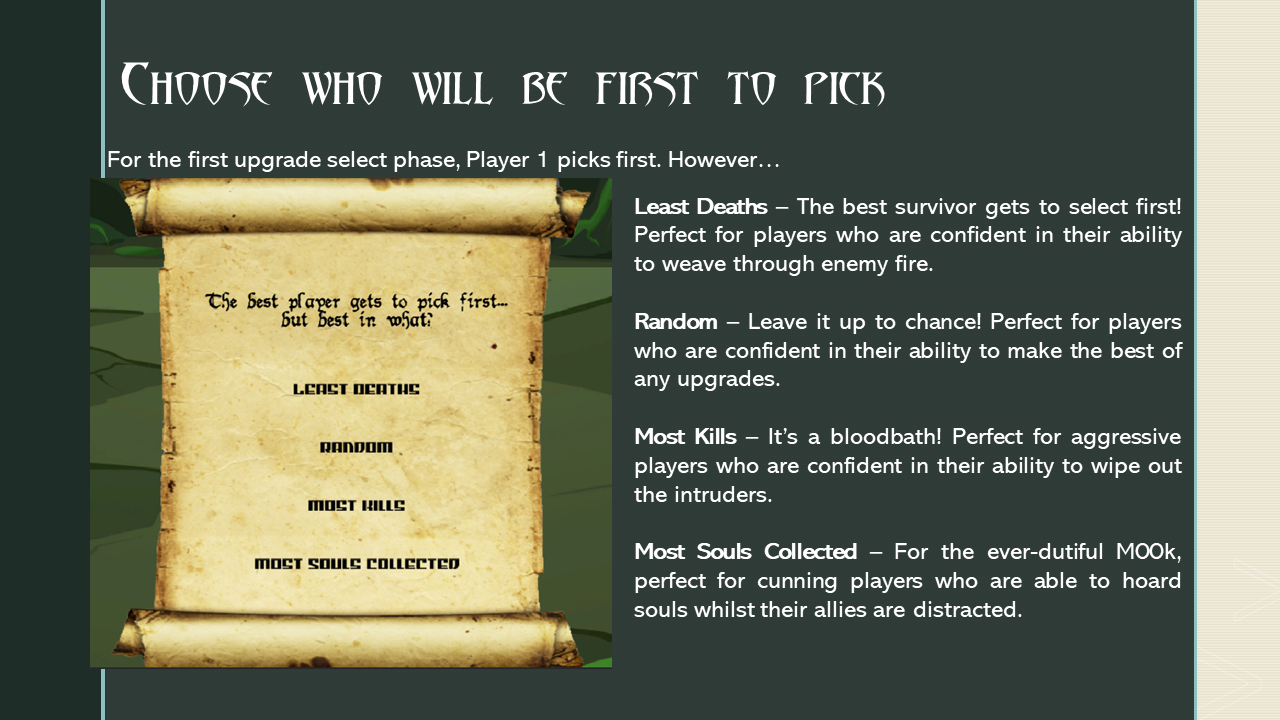 Choose who will be first to pick
For the first upgrade select phase, Player 1 picks first. However…
The best player gets to pick first...
but best in what?
LEAST DEATHS
RANDOM
MOST KILLS
MOST SOULS COLLECTED
Least Deaths – The best survivor gets to select first!
Perfect for players who are confident in their ability
to weave through enemy fire.
Random – Leave it up to chance! Perfect for players
who are confident in their ability to make the best of
any upgrades.
Most Kills – It’s a bloodbath! Perfect for aggressive
players who are confident in their ability to wipe out
the intruders.
Most Souls Collected – For the ever-dutiful M00k,
perfect for cunning players who are able to hoard
souls whilst their allies are distracted.